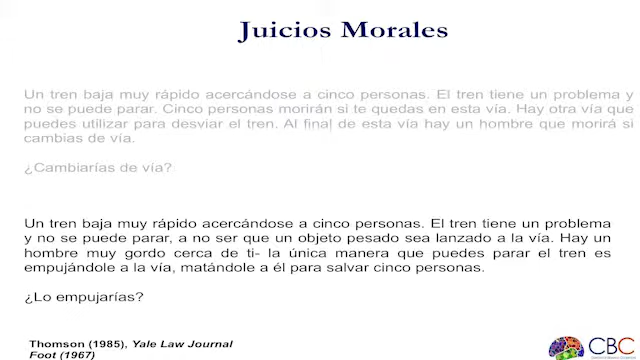 Juicios Morales
Un tren baja muy rápido acercándose a cinco personas. El tren tiene un problema y
no se puede parar. Cinco personas morirán si te quedas en esta vía. Hay otra vía que
puedes utilizar para desviar el tren. Al final de esta vía hay un hombre que morirá si
cambias de vía.
¿Cambiarías de vía?
Un tren baja muy rápido acercándose a cinco personas. El tren tiene un problema
y no se puede parar, a no ser que un objeto pesado sea lanzado a la vía. Hay un
hombre muy gordo cerca de ti- la única manera que puedes parar el tren es
empujándole a la vía, matándole a él para salvar cinco personas.
¿Lo empujarías?
Thomson (1985), Yale Law Journal
Foot (1967)
CBC